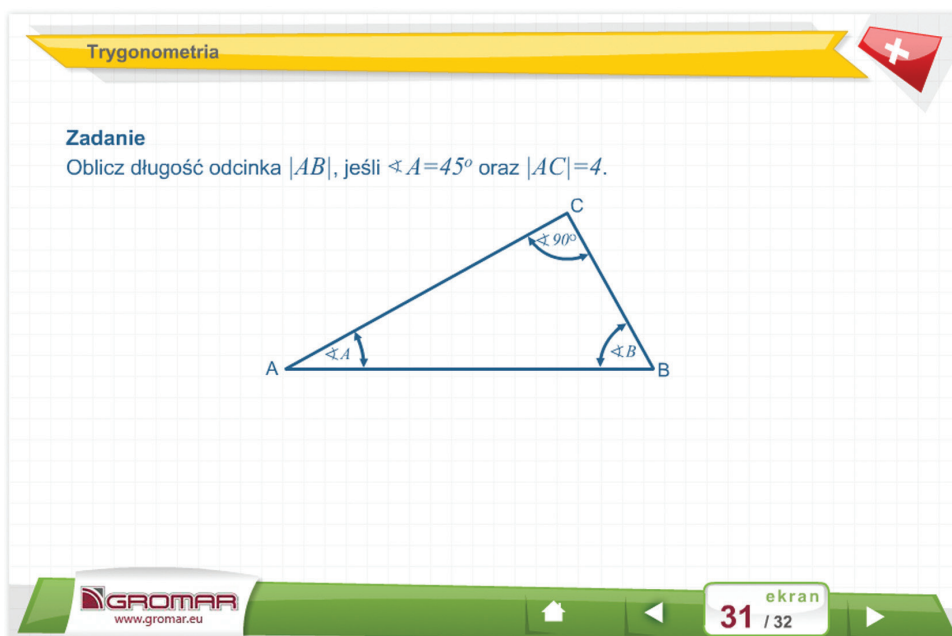 Trygonometria
Zadanie
Oblicz długość odcinka |AB|, jeśli ∢A=45° oraz |AC|=4.
C
∢90°
∢A
∢B
A
B
GROMAR
www.gromar.eu
ekran
31 / 32